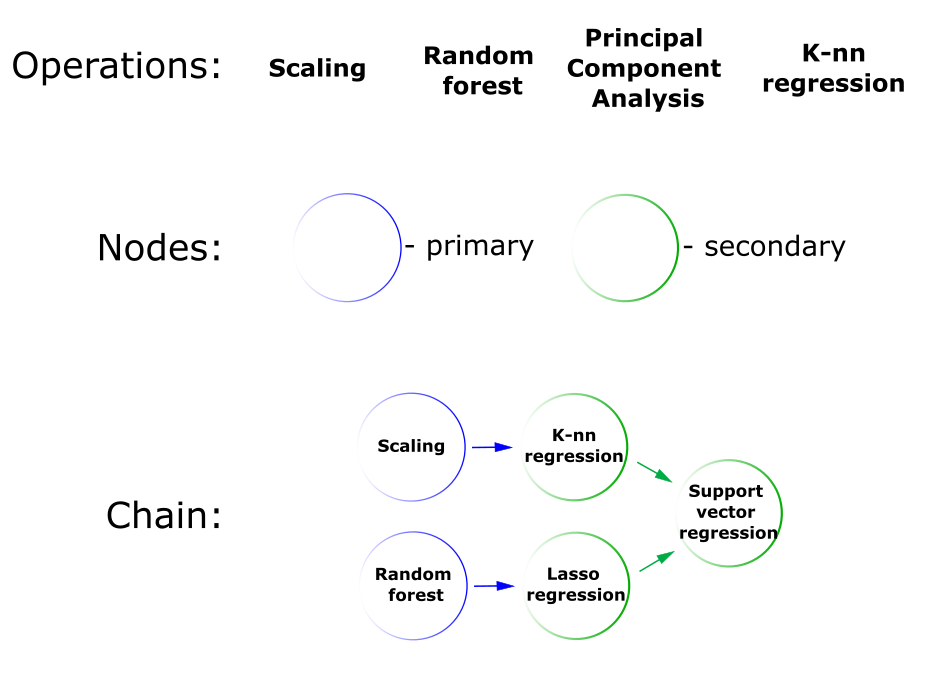 Operations:
Scaling
Random
forest
Principal
Component
Analysis
K-nn
regression
Nodes:
- primary
- secondary
Chain:
Scaling
K-nn
regression
Random
forest
Lasso
regression
Support
vector
regression